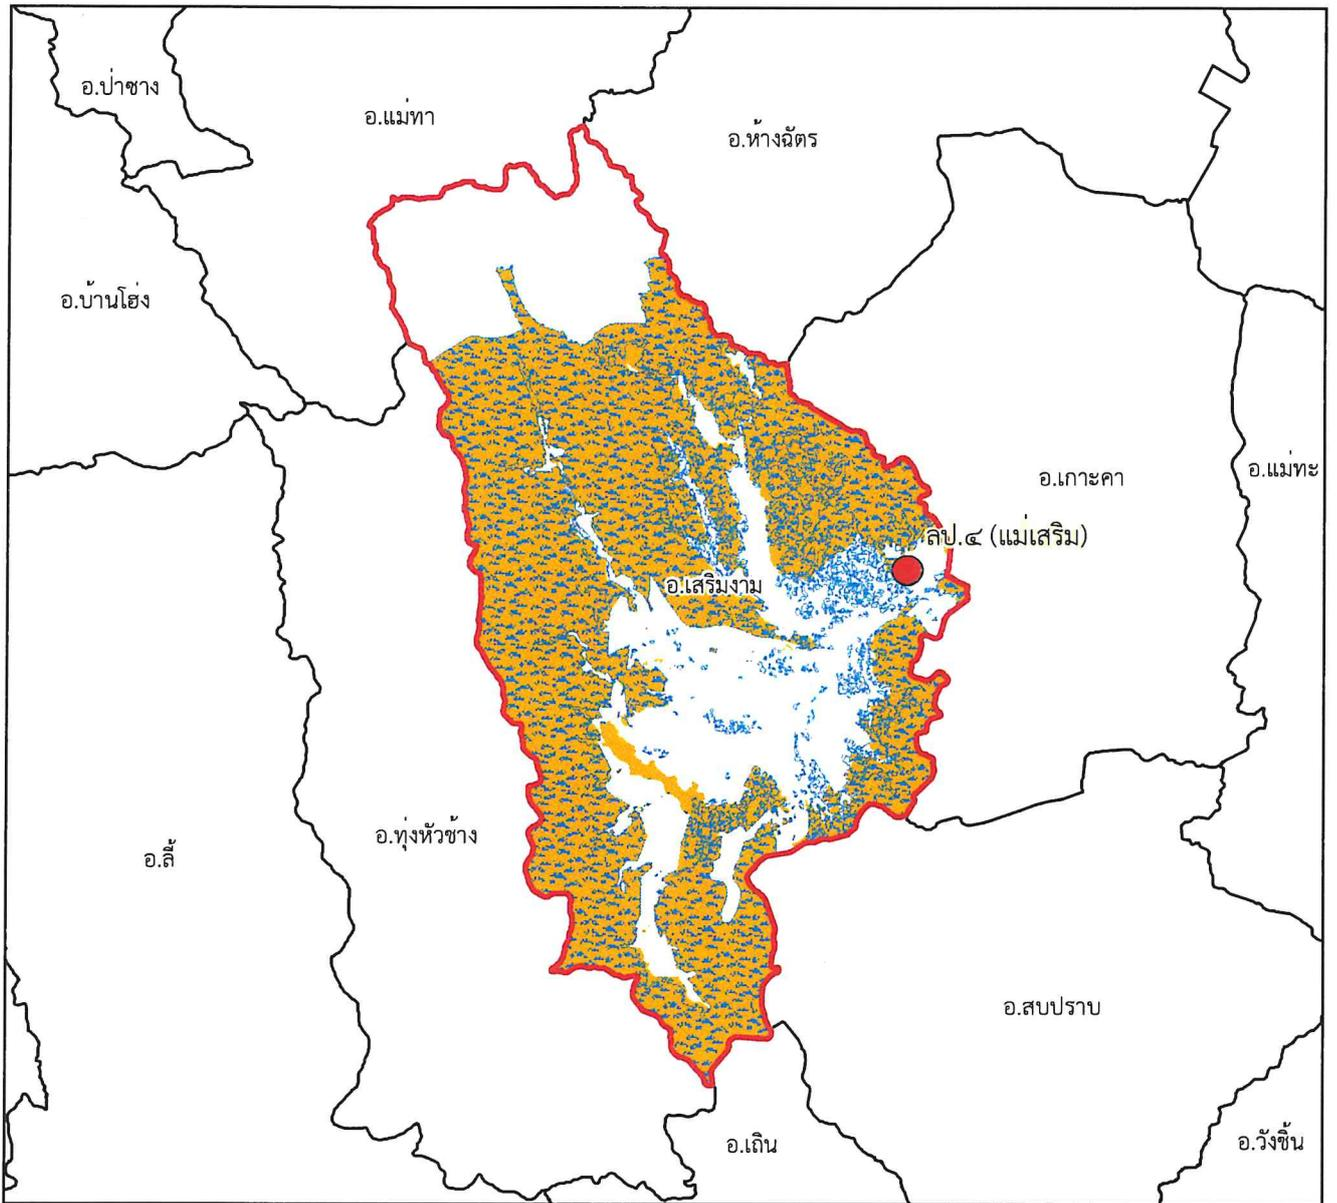 อ.ป่าซาง
อ.แม่ทา
อ.ห้างฉัตร
อ.บ้านโฮ่ง
อ.แม่ทะ
อ.เกาะคา
ลป.๔ (แม่เสริม)
อ.เสริมงาม
อ.ทุ่งหัวช้าง
อ.ลี้
อ.สบปราบ
อ.เถิน
อ.วังชิ้น